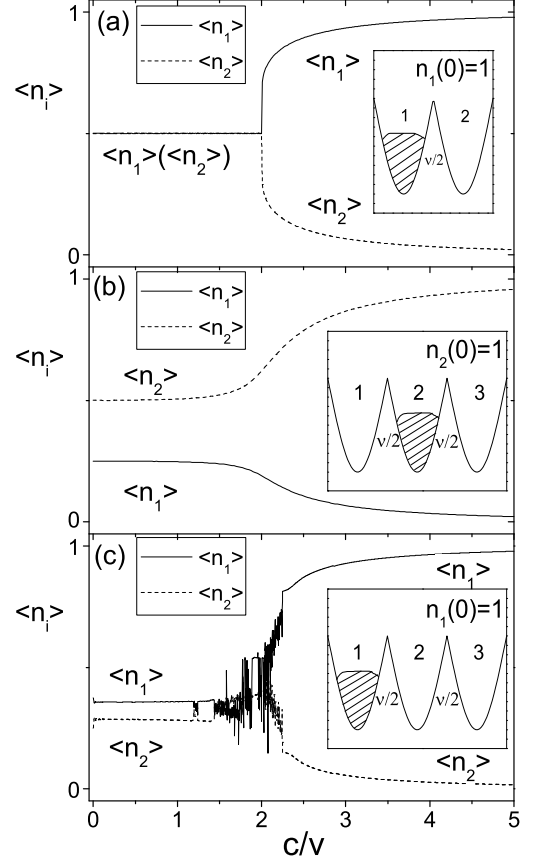 1
(a)
<n₁>
<n₂>
<nᵢ>
<n₁>
n₁(0)=1
1
2
ν/2
<n₁>(<n₂>)
<n₂>
0
1
(b)
<n₁>
<n₂>
<nᵢ>
<n₂>
n₂(0)=1
1
2
3
ν/2
ν/2
<n₁>
0
1
(c)
<n₁>
<n₂>
<nᵢ>
<n₁>
n₁(0)=1
1
2
3
ν/2
ν/2
<n₁>
<n₂>
<n₂>
0
0 1 2 3 4 5
c/v